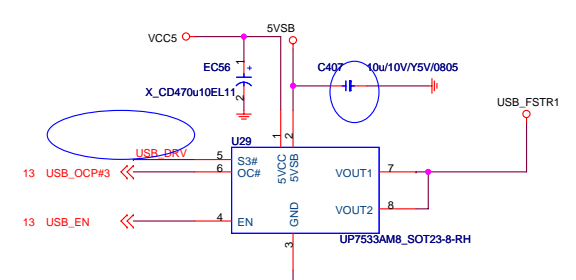 5VSB
VCC5
EC56
1
+
C407 10u/10V/Y5V/0805
X_CD470u10EL11
2
USB_FSTR1
USB_DRV
U29
1
2
5
S3#
5VCC
5VSB
VOUT1
7
13 USB_OCP#3
6
OC#
VOUT2
8
13 USB_EN
4
EN
GND
UP7533AM8_SOT23-8-RH
3